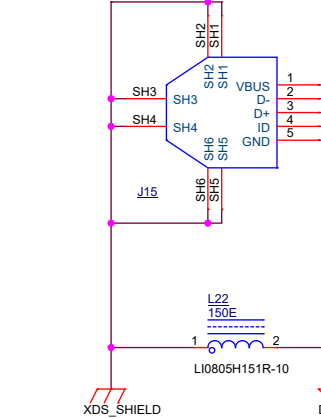 SH2
SH1
SH2
SH1
VBUS 1
D- 2
D+ 3
ID 4
GND 5
SH3 SH3
SH4 SH4
SH6
SH5
SH6
SH5
J15
L22
150E
1 2
LI0805H151R-10
XDS_SHIELD